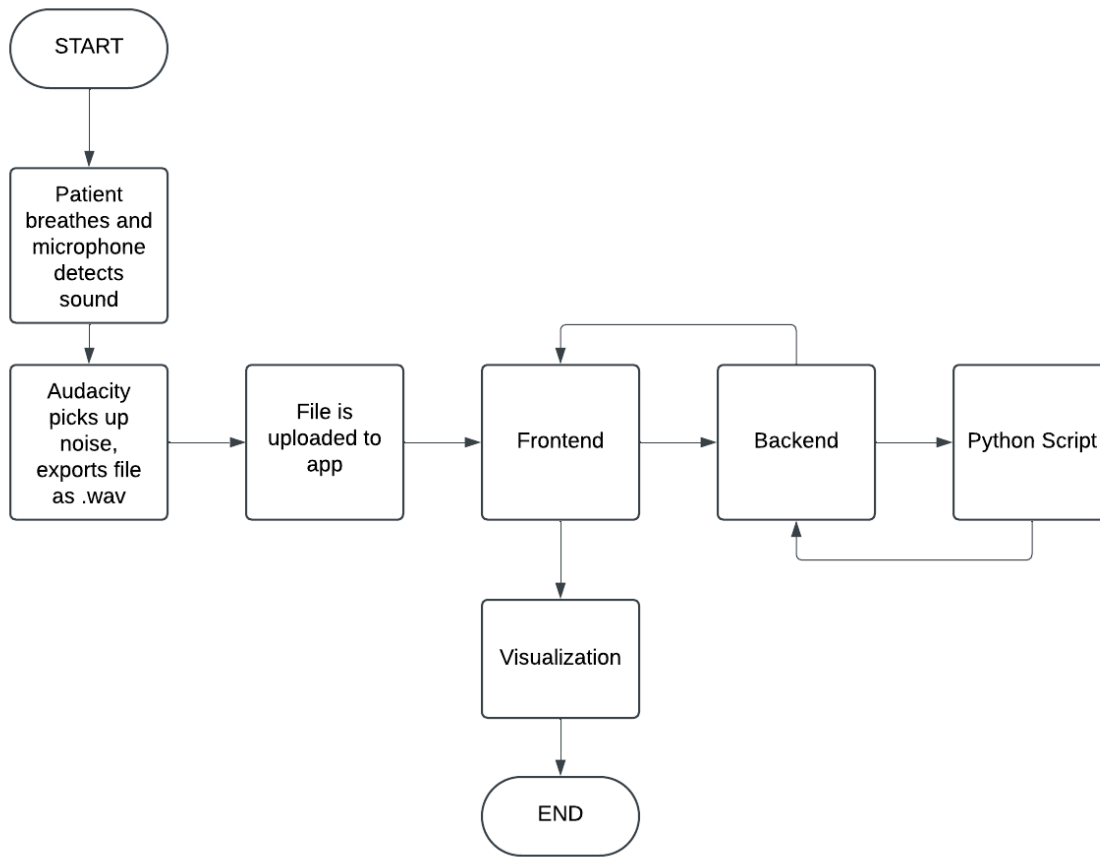 START
Patient
breathes and
microphone
detects
sound
Audacity
picks up
noise,
exports file
as .wav
File is
uploaded to
app
Frontend
Backend
Python Script
Visualization
END